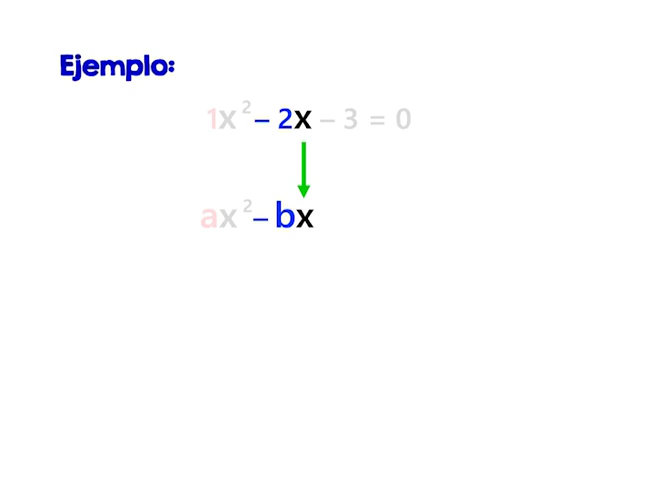 Ejemplo:
1x² – 2x – 3 = 0
ax² – bx